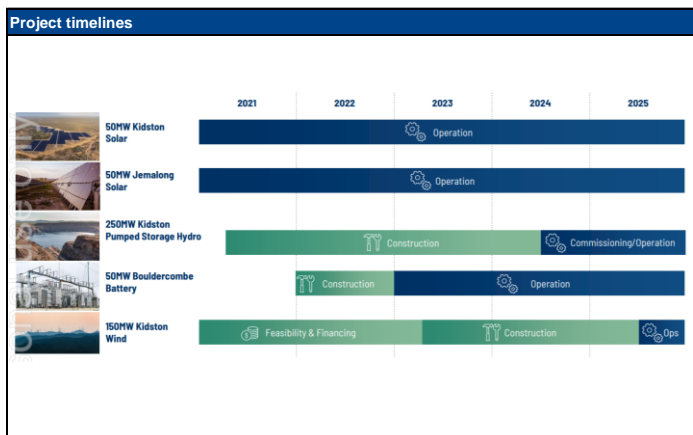 Project timelines
2021 2022 2023 2024 2025
50MW Kidston
Solar
Operation
50MW Jemalong
Solar
Operation
250MW Kidston
Pumped Storage Hydro
Construction
Commissioning/Operation
50MW Bouldercombe
Battery
Construction
Operation
150MW Kidston
Wind
Feasibility & Financing
Construction
Ops